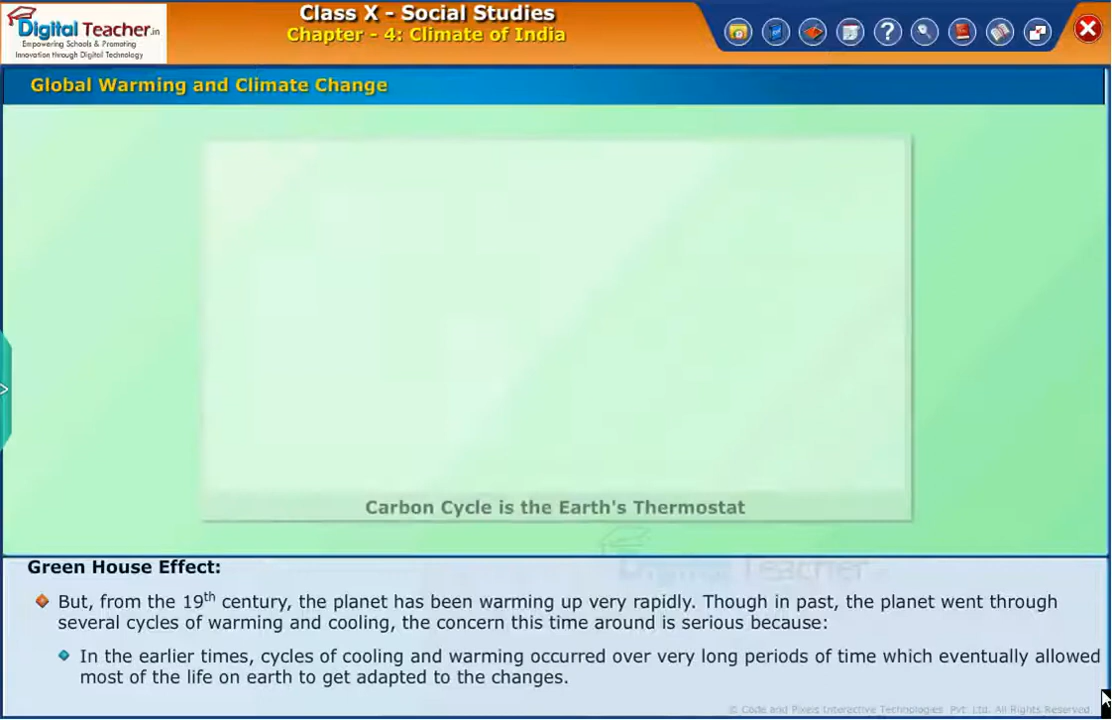 Digital Teacher.in
Empowering Schools & Promoting
Innovation through Digital Technology
Class X - Social Studies
Chapter - 4: Climate of India
Global Warming and Climate Change
Carbon Cycle is the Earth's Thermostat
Digital Teacher
Green House Effect:
But, from the 19th century, the planet has been warming up very rapidly. Though in past, the planet went through
several cycles of warming and cooling, the concern this time around is serious because:
In the earlier times, cycles of cooling and warming occurred over very long periods of time which eventually allowed
most of the life on earth to get adapted to the changes.
© Code and Pixels Interactive Technologies Pvt Ltd. All Rights Reserved